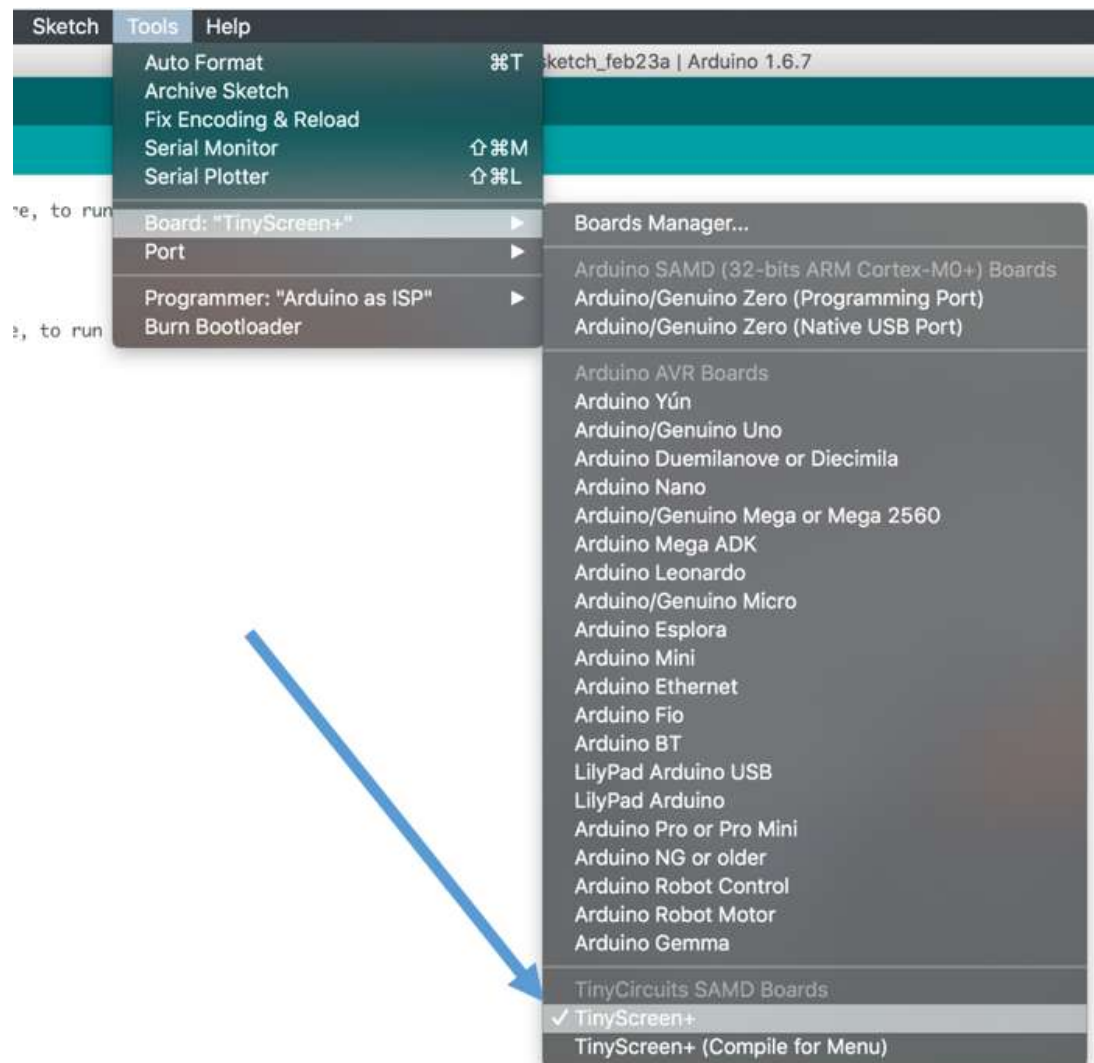 Sketch Tools Help
sketch_feb23a | Arduino 1.6.7
Auto Format ⌘T
Archive Sketch
Fix Encoding & Reload
Serial Monitor ⇧⌘M
Serial Plotter ⇧⌘L
re, to run
Board: "TinyScreen+" ▶
Port ▶
Programmer: "Arduino as ISP" ▶
e, to run
Burn Bootloader
Boards Manager...
Arduino SAMD (32-bits ARM Cortex-M0+) Boards
Arduino/Genuino Zero (Programming Port)
Arduino/Genuino Zero (Native USB Port)
Arduino AVR Boards
Arduino Yún
Arduino/Genuino Uno
Arduino Duemilanove or Diecimila
Arduino Nano
Arduino/Genuino Mega or Mega 2560
Arduino Mega ADK
Arduino Leonardo
Arduino/Genuino Micro
Arduino Esplora
Arduino Mini
Arduino Ethernet
Arduino Fio
Arduino BT
LilyPad Arduino USB
LilyPad Arduino
Arduino Pro or Pro Mini
Arduino NG or older
Arduino Robot Control
Arduino Robot Motor
Arduino Gemma
TinyCircuits SAMD Boards
✓ TinyScreen+
TinyScreen+ (Compile for Menu)